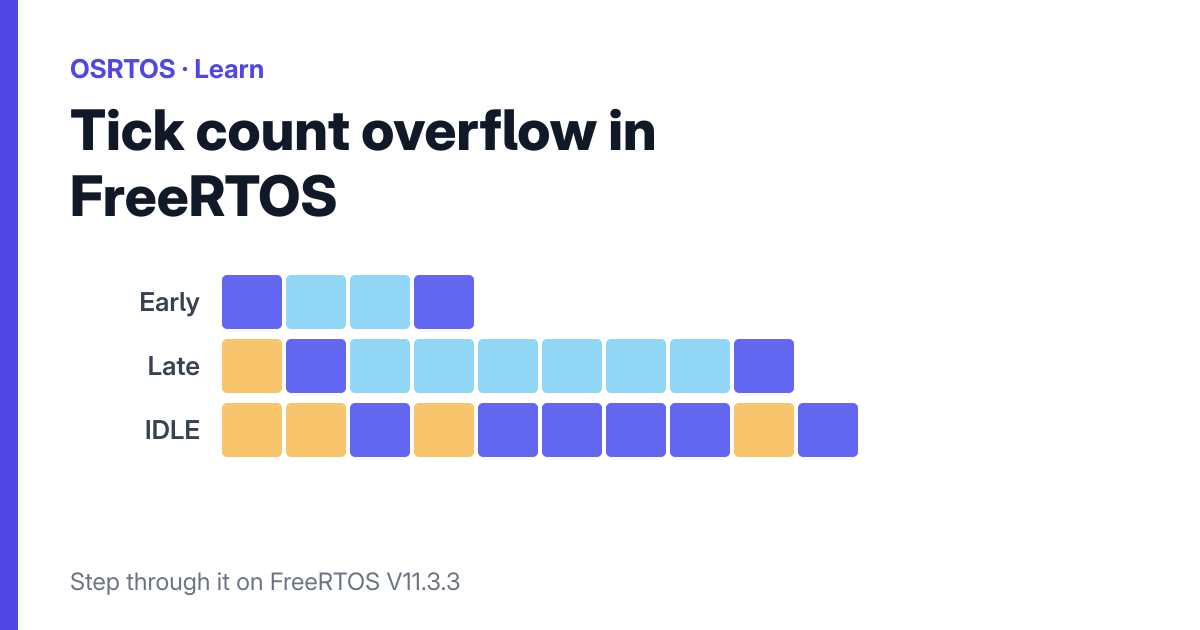 OSRTOS · Learn
Tick count overflow in
FreeRTOS
Early
Late
IDLE
Step through it on FreeRTOS V11.3.3